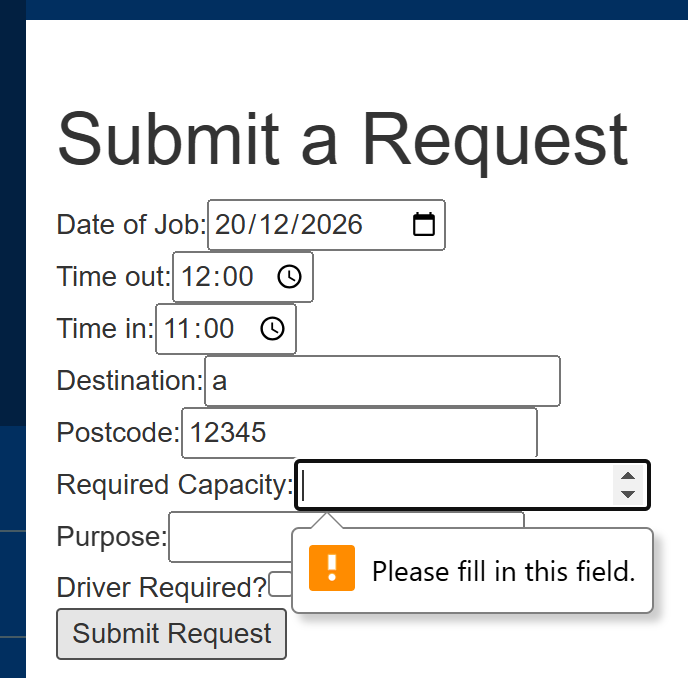 Submit a Request
Date of Job: 20/12/2026
Time out: 12:00
Time in: 11:00
Destination: a
Postcode: 12345
Required Capacity:
Purpose:
Please fill in this field.
Driver Required?
Submit Request